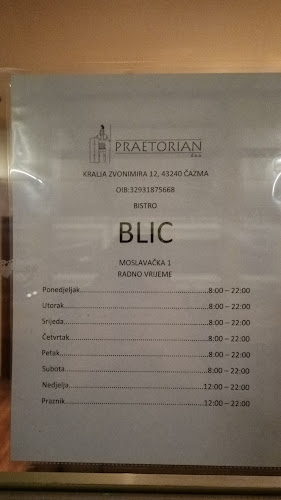 PRAETORIAN
d.o.o.
KRALJA ZVONIMIRA 12, 43240 ČAZMA
OIB:32931875668
BISTRO
BLIC
MOSLAVAČKA 1
RADNO VRIJEME
Ponedjeljak................................................8:00 – 22:00
Utorak........................................................8:00 – 22:00
Srijeda........................................................8:00 – 22:00
Četvrtak.....................................................8:00 – 22:00
Petak..........................................................8:00 – 22:00
Subota........................................................8:00 – 22:00
Nedjelja....................................................12:00 – 22:00
Praznik.....................................................12:00 – 22:00